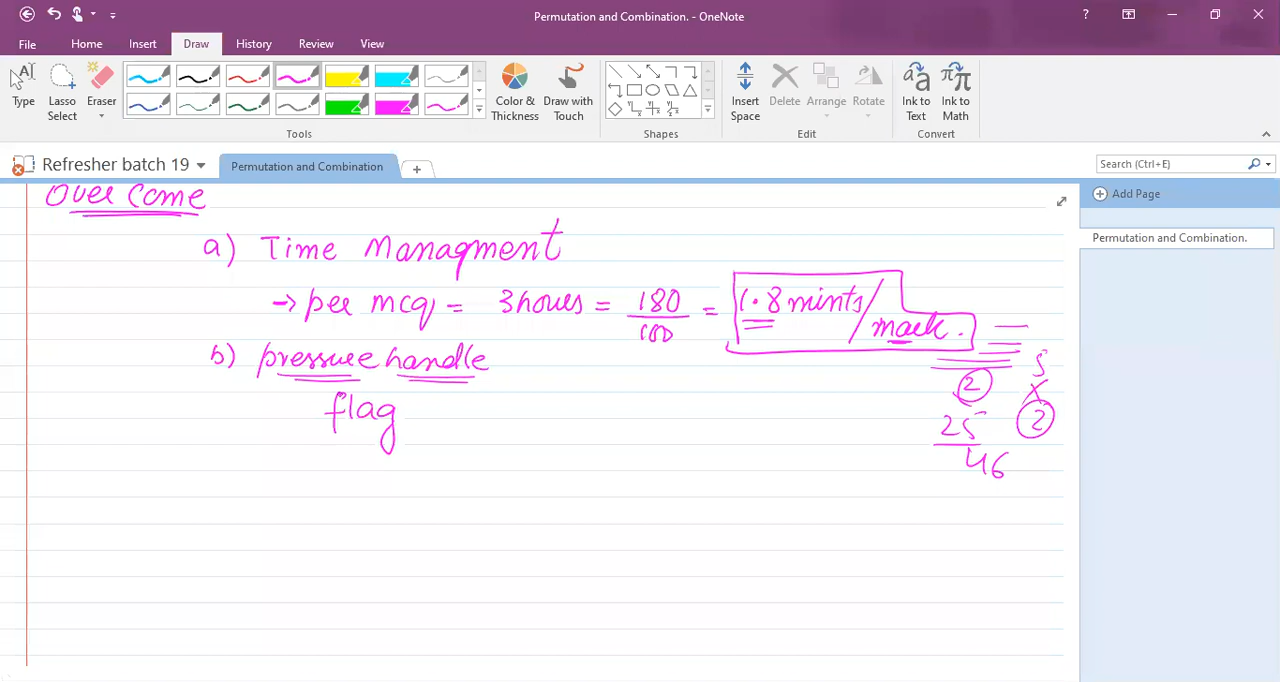 Permutation and Combination. - OneNote
?
File Home Insert Draw History Review View
Type Lasso Select Eraser Color & Thickness Draw with Touch Insert Space Delete Arrange Rotate Ink to Text Ink to Math
Tools Shapes Edit Convert
Refresher batch 19 Permutation and Combination Search (Ctrl+E)
Add Page
Permutation and Combination.
Over Come
a) Time Managment
→ per mcq = 3 hours = 180/100 = 1.8 mints/mark.
b) pressure handle
flag
2 5
×
25 2
46